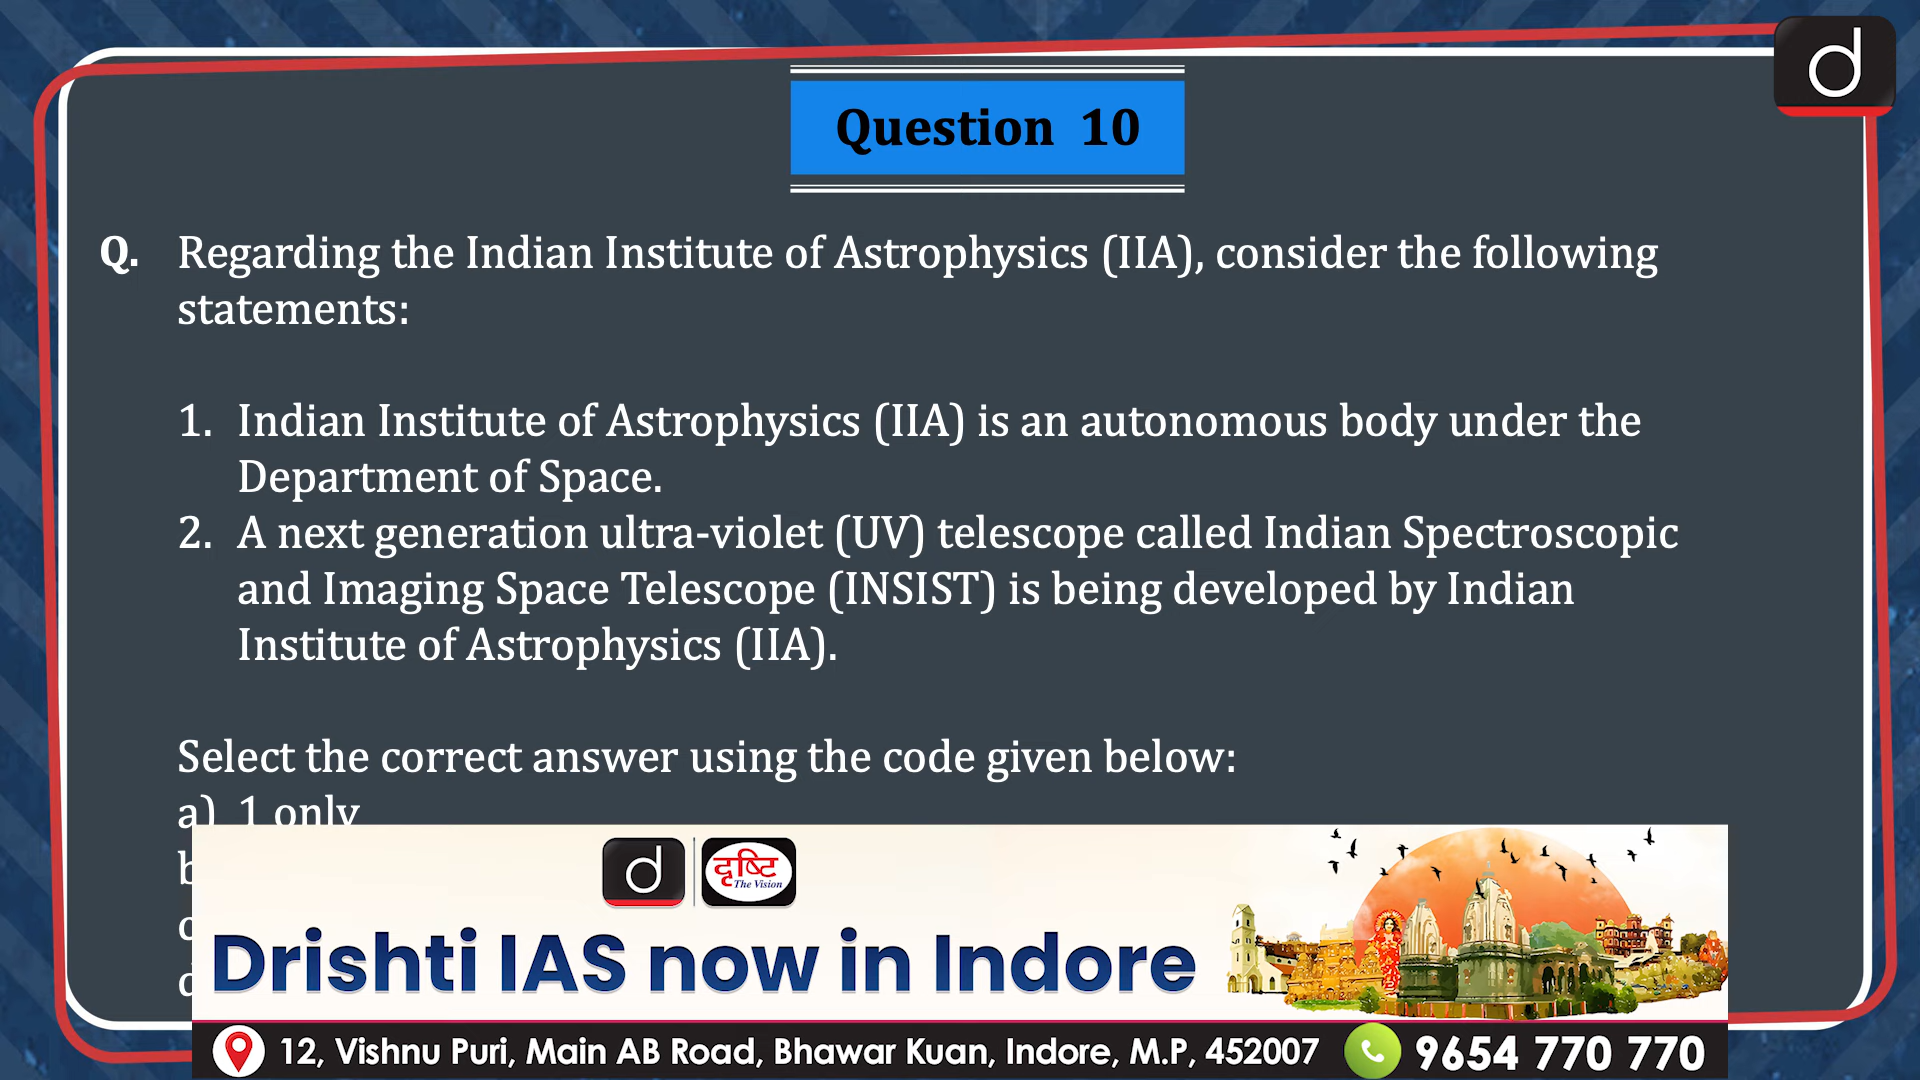 d
Question 10
Q. Regarding the Indian Institute of Astrophysics (IIA), consider the following
statements:
1. Indian Institute of Astrophysics (IIA) is an autonomous body under the
Department of Space.
2. A next generation ultra-violet (UV) telescope called Indian Spectroscopic
and Imaging Space Telescope (INSIST) is being developed by Indian
Institute of Astrophysics (IIA).
Select the correct answer using the code given below:
a) 1 only
b
c
d
d दृष्टि
The Vision
Drishti IAS now in Indore
12, Vishnu Puri, Main AB Road, Bhawar Kuan, Indore, M.P, 452007 9654 770 770